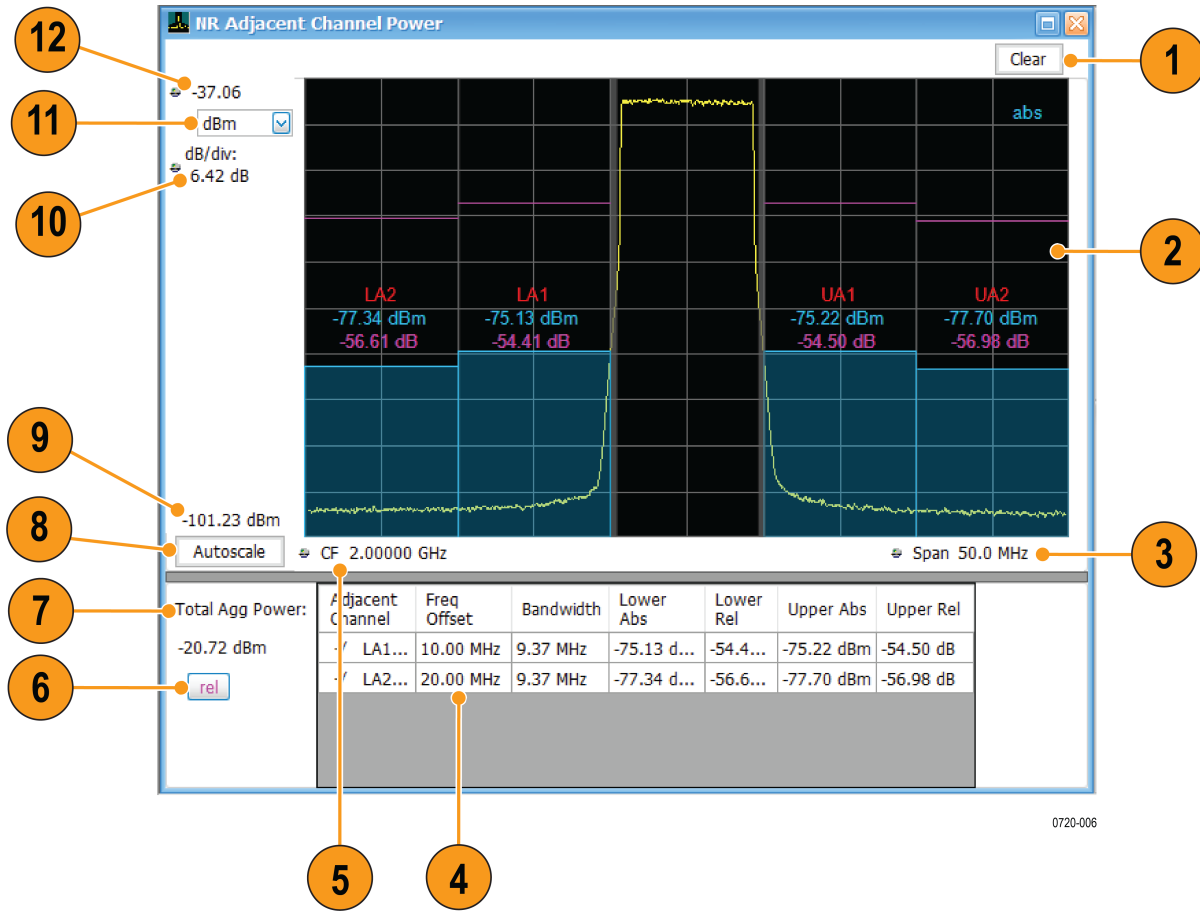 NR Adjacent Channel Power
12
1
Clear
-37.06
11
dBm
abs
dB/div:
6.42 dB
10
2
LA2
LA1
UA1
UA2
-77.34 dBm
-75.13 dBm
-75.22 dBm
-77.70 dBm
-56.61 dB
-54.41 dB
-54.50 dB
-56.98 dB
9
-101.23 dBm
8
Autoscale
CF 2.00000 GHz
Span 50.0 MHz
3
7
Total Agg Power:
Adjacent Channel
Freq Offset
Bandwidth
Lower Abs
Lower Rel
Upper Abs
Upper Rel
-20.72 dBm
LA1... 10.00 MHz 9.37 MHz -75.13 d... -54.4... -75.22 dBm -54.50 dB
6
rel
LA2... 20.00 MHz 9.37 MHz -77.34 d... -56.6... -77.70 dBm -56.98 dB
0720-006
5
4